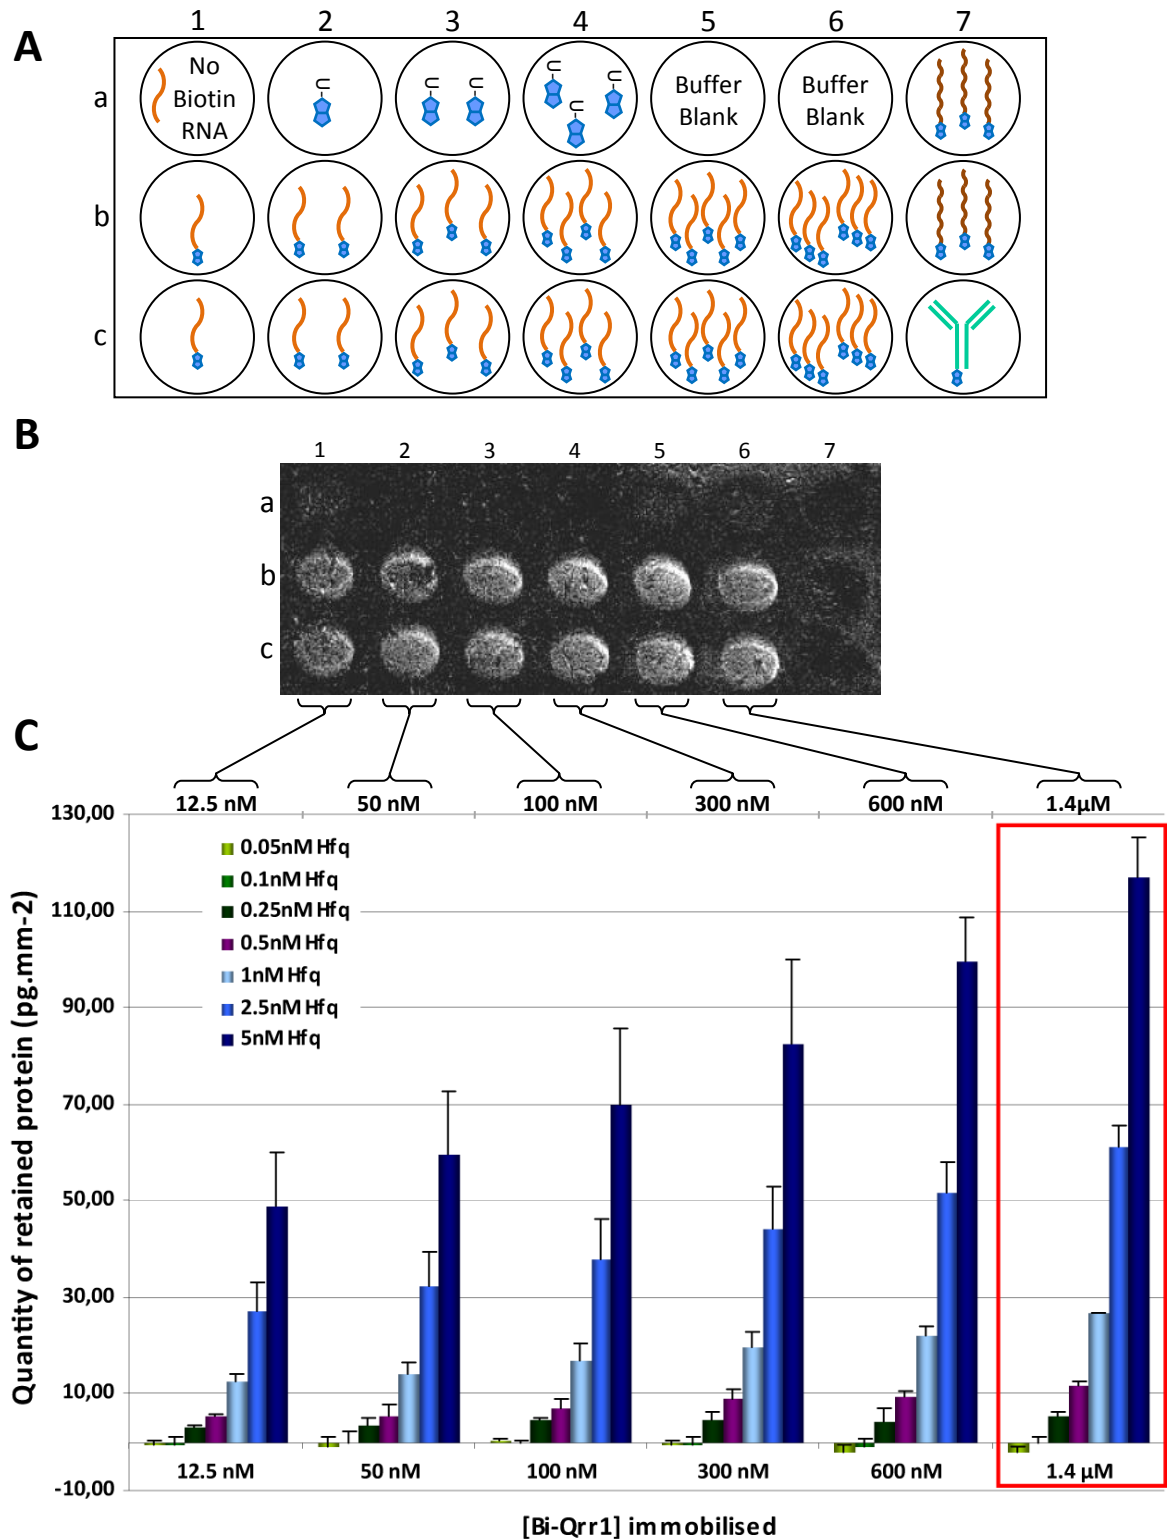 A
1 2 3 4 5 6 7
a
No
Biotin
RNA
U
U U
U U U
Buffer
Blank
Buffer
Blank
b
c
B
1 2 3 4 5 6 7
a
b
c
C
12.5 nM 50 nM 100 nM 300 nM 600 nM 1.4µM
130,00
110,00
90,00
70,00
50,00
30,00
10,00
-10,00
Quantity of retained protein (pg.mm-2)
0.05nM Hfq
0.1nM Hfq
0.25nM Hfq
0.5nM Hfq
1nM Hfq
2.5nM Hfq
5nM Hfq
12.5 nM 50 nM 100 nM 300 nM 600 nM 1.4 µM
[Bi-Qrr1] immobilised